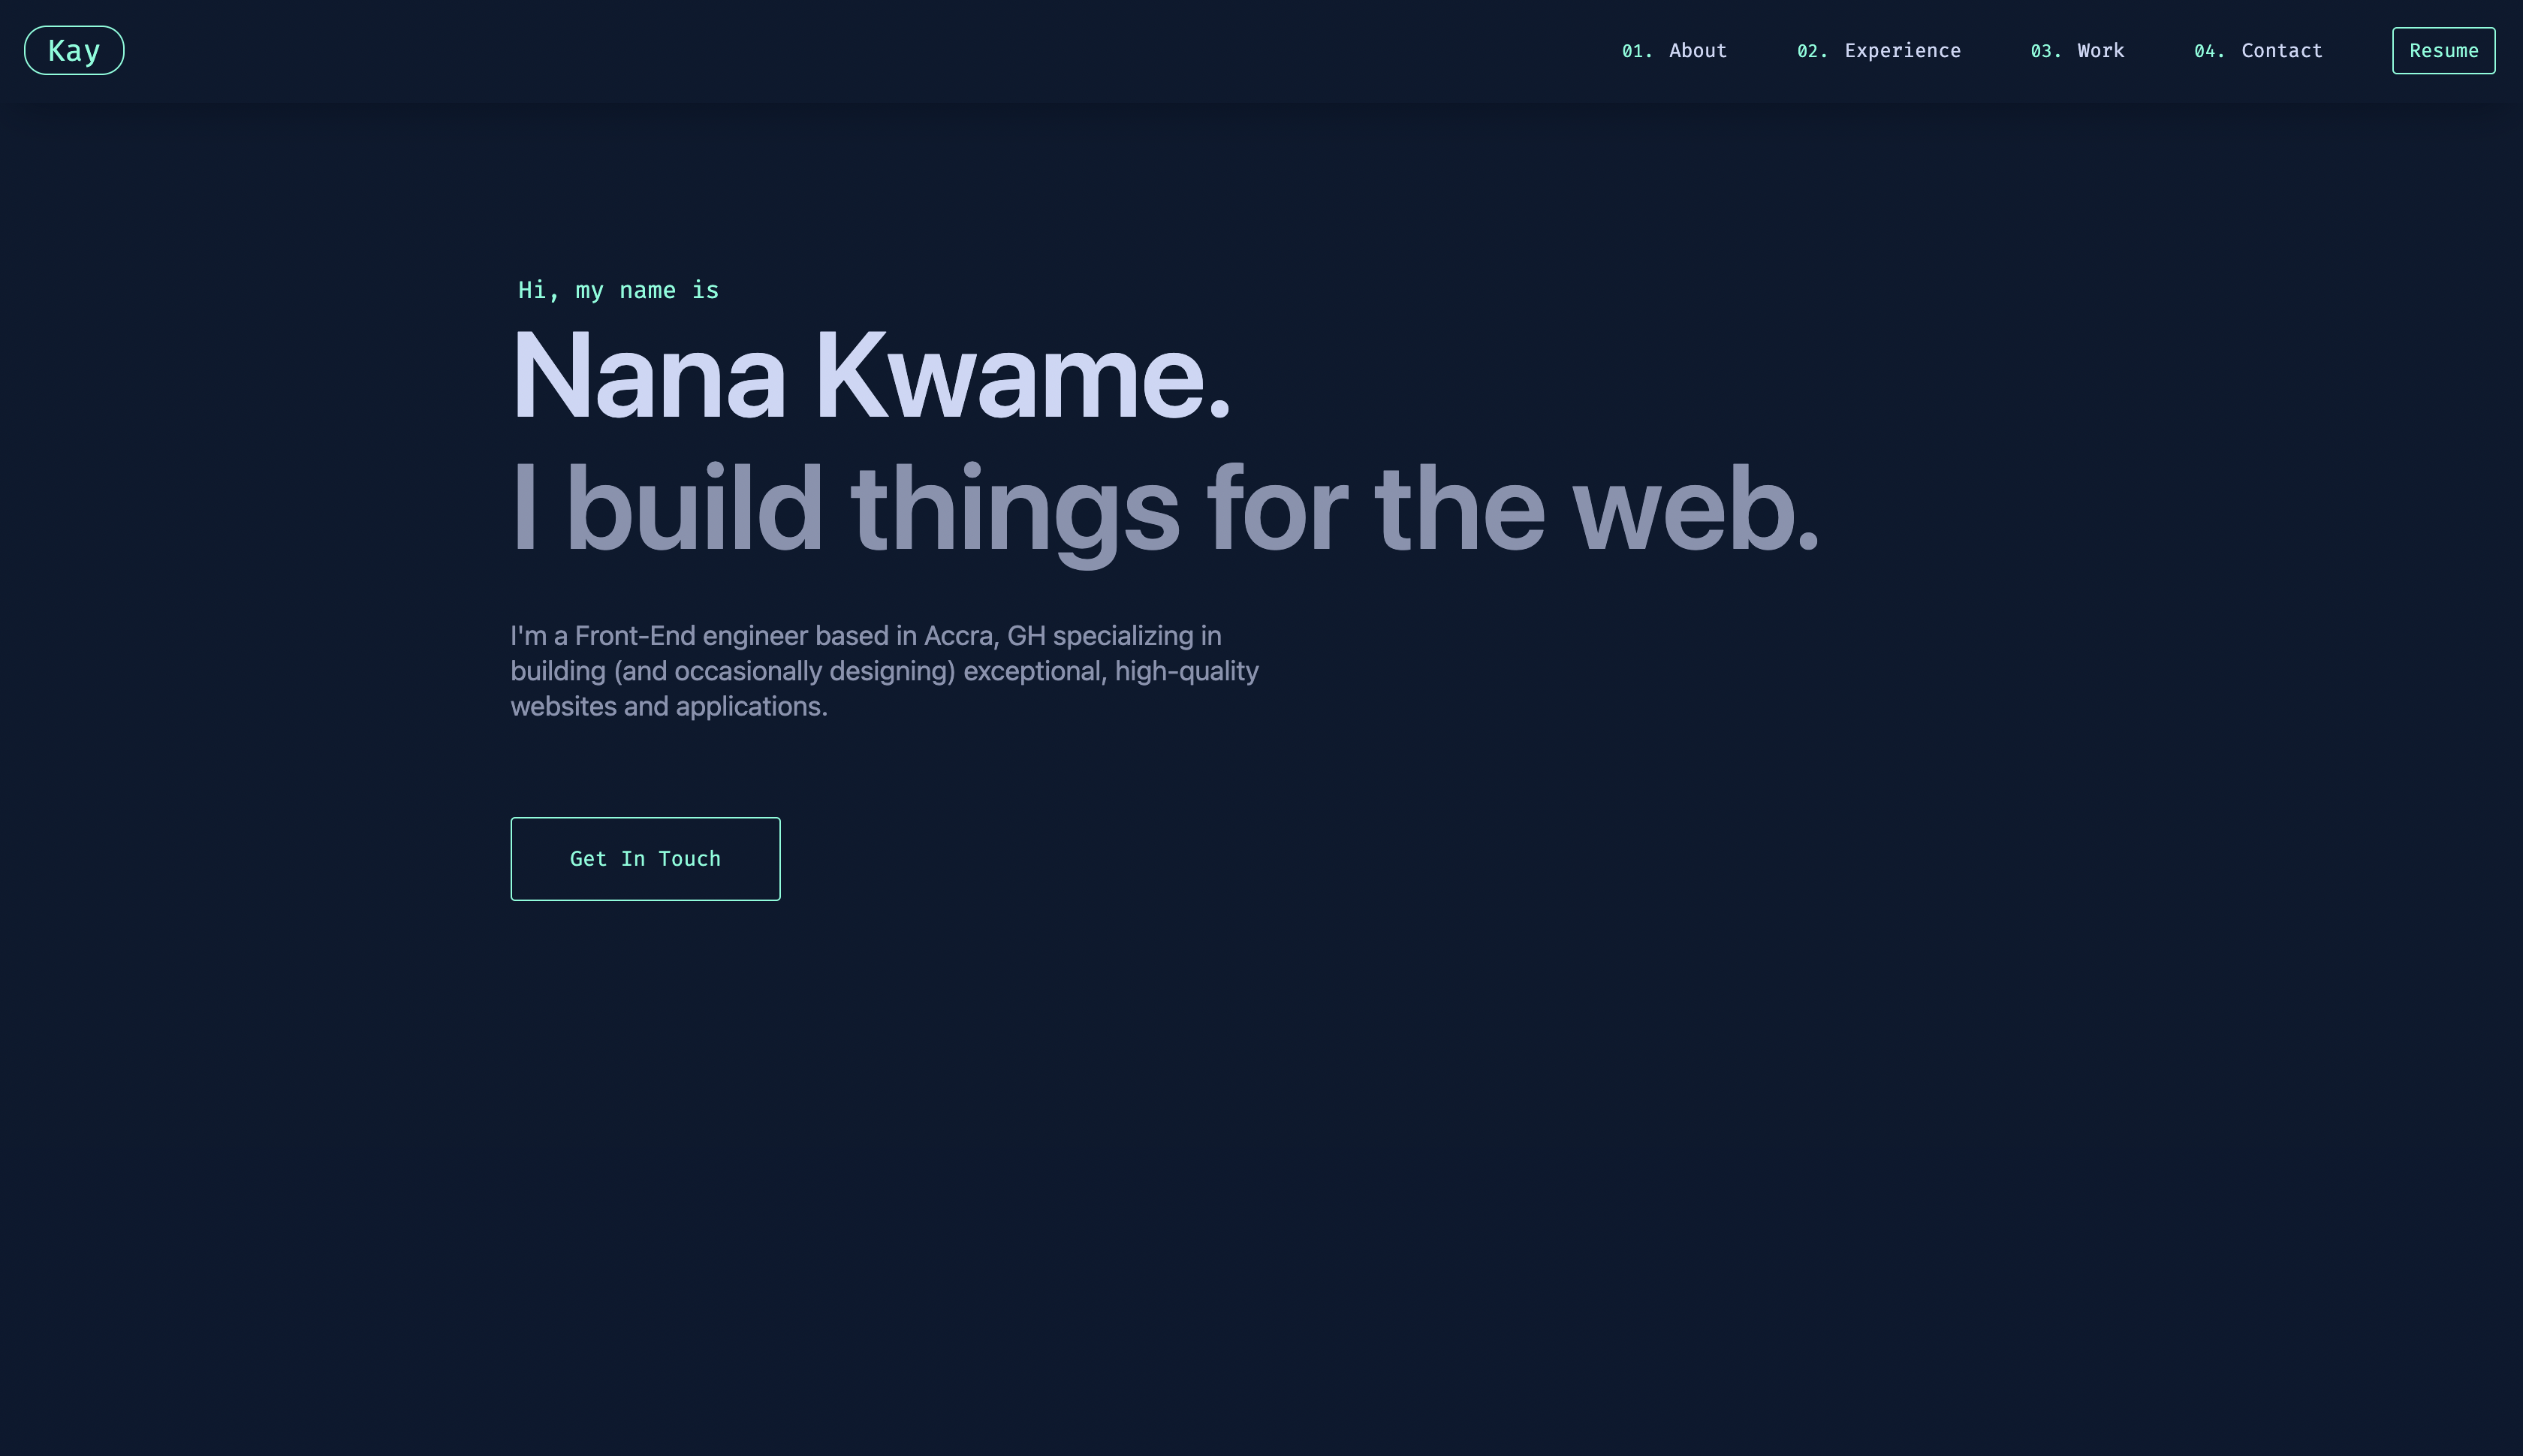 Kay
01. About 02. Experience 03. Work 04. Contact Resume
Hi, my name is
Nana Kwame.
I build things for the web.
I'm a Front-End engineer based in Accra, GH specializing in
building (and occasionally designing) exceptional, high-quality
websites and applications.
Get In Touch